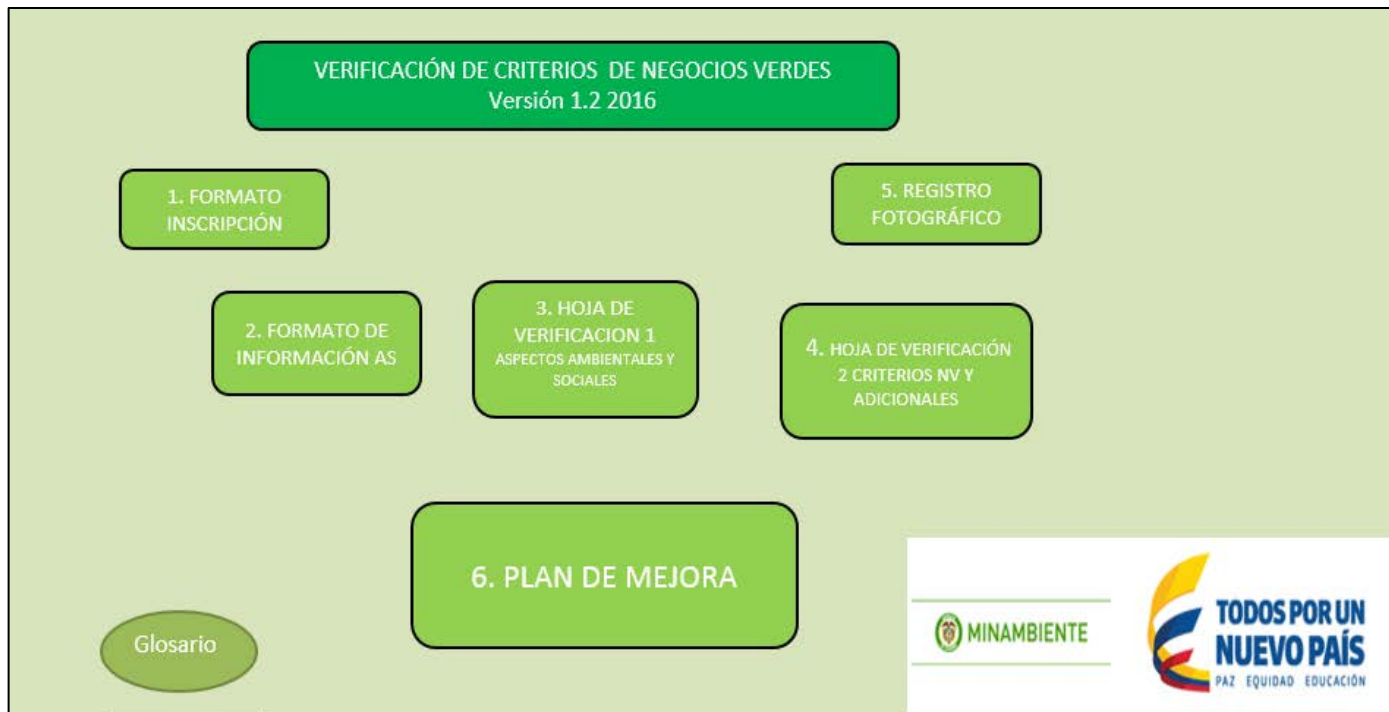 VERIFICACIÓN DE CRITERIOS DE NEGOCIOS VERDES
Versión 1.2 2016
1. FORMATO
INSCRIPCIÓN
5. REGISTRO
FOTOGRÁFICO
2. FORMATO DE
INFORMACIÓN AS
3. HOJA DE
VERIFICACION 1
ASPECTOS AMBIENTALES Y
SOCIALES
4. HOJA DE VERIFICACIÓN
2 CRITERIOS NV Y
ADICIONALES
6. PLAN DE MEJORA
Glosario
MINAMBIENTE
TODOS POR UN
NUEVO PAÍS
PAZ EQUIDAD EDUCACIÓN